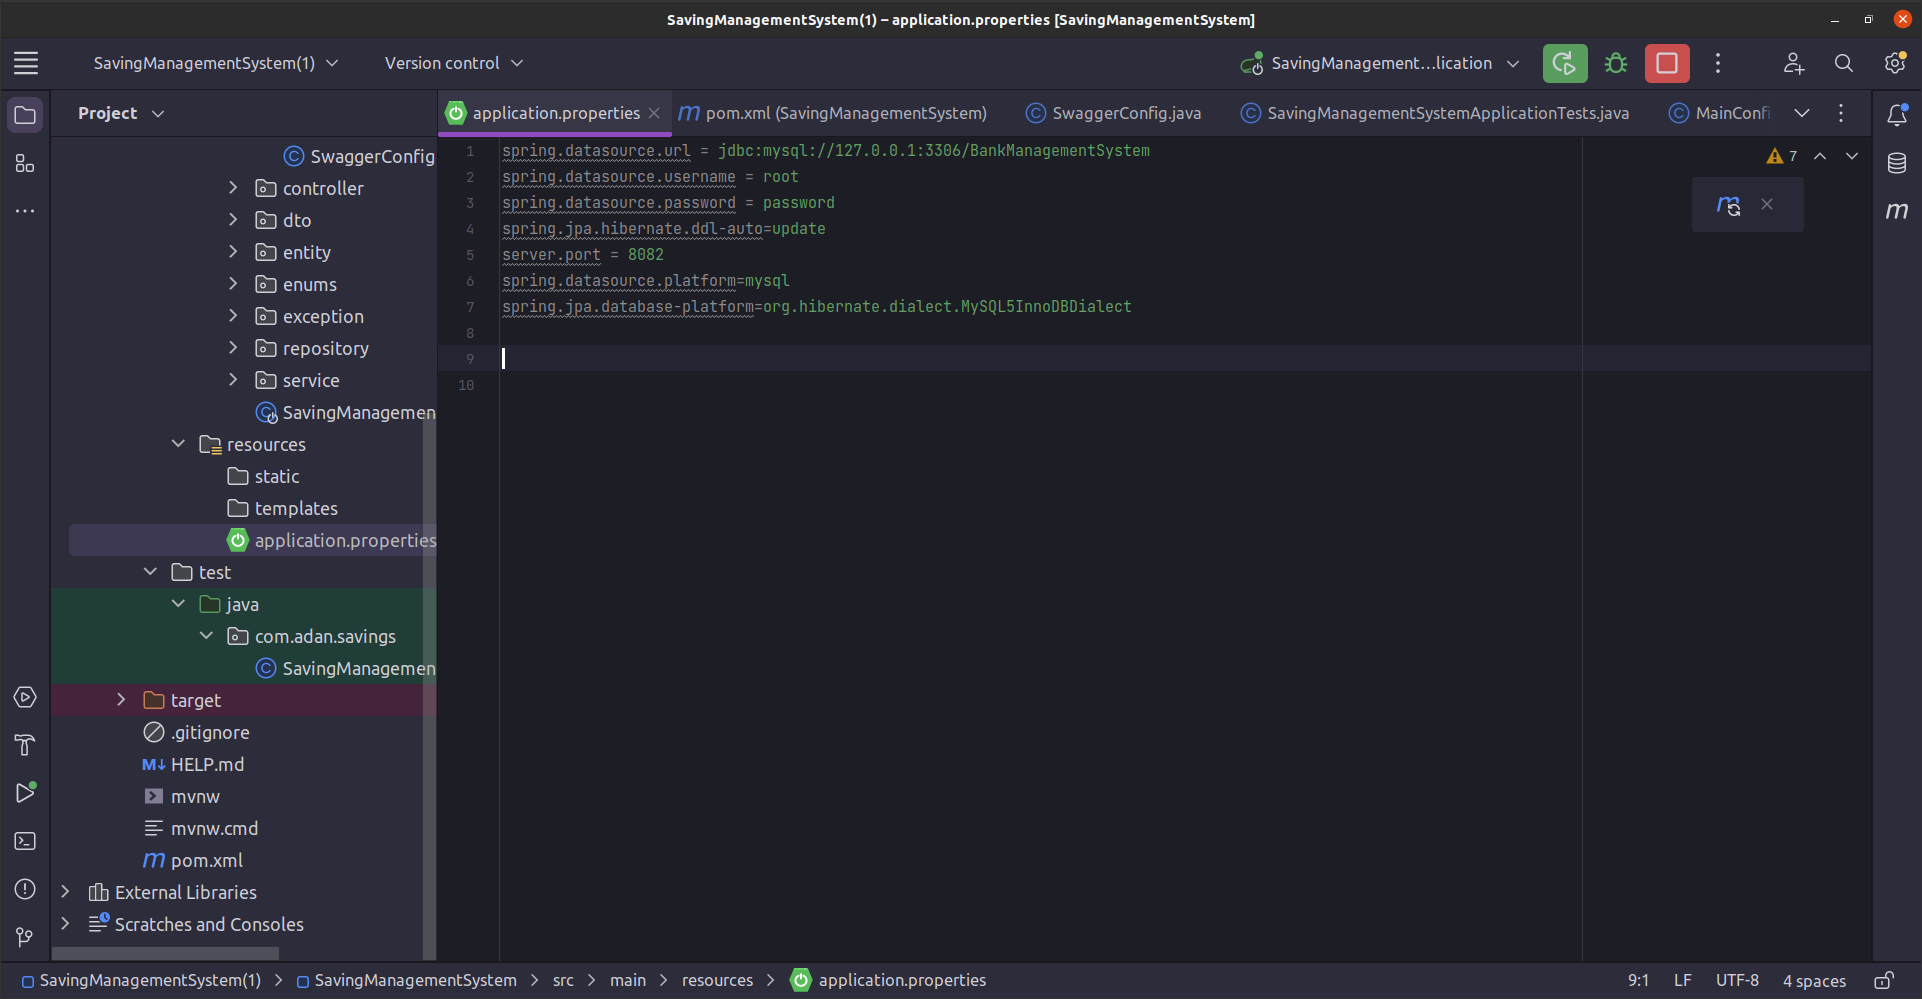 SavingManagementSystem(1) – application.properties [SavingManagementSystem]
SavingManagementSystem(1)
Version control
SavingManagement...lication
Project
application.properties
pom.xml (SavingManagementSystem)
SwaggerConfig.java
SavingManagementSystemApplicationTests.java
MainConfi
SwaggerConfig
controller
dto
entity
enums
exception
repository
service
SavingManagemen
resources
static
templates
application.properties
test
java
com.adan.savings
SavingManagemen
target
.gitignore
HELP.md
mvnw
mvnw.cmd
pom.xml
External Libraries
Scratches and Consoles
1 spring.datasource.url = jdbc:mysql://127.0.0.1:3306/BankManagementSystem
2 spring.datasource.username = root
3 spring.datasource.password = password
4 spring.jpa.hibernate.ddl-auto=update
5 server.port = 8082
6 spring.datasource.platform=mysql
7 spring.jpa.database-platform=org.hibernate.dialect.MySQL5InnoDBDialect
8
9
10
7
SavingManagementSystem(1) > SavingManagementSystem > src > main > resources > application.properties
9:1 LF UTF-8 4 spaces